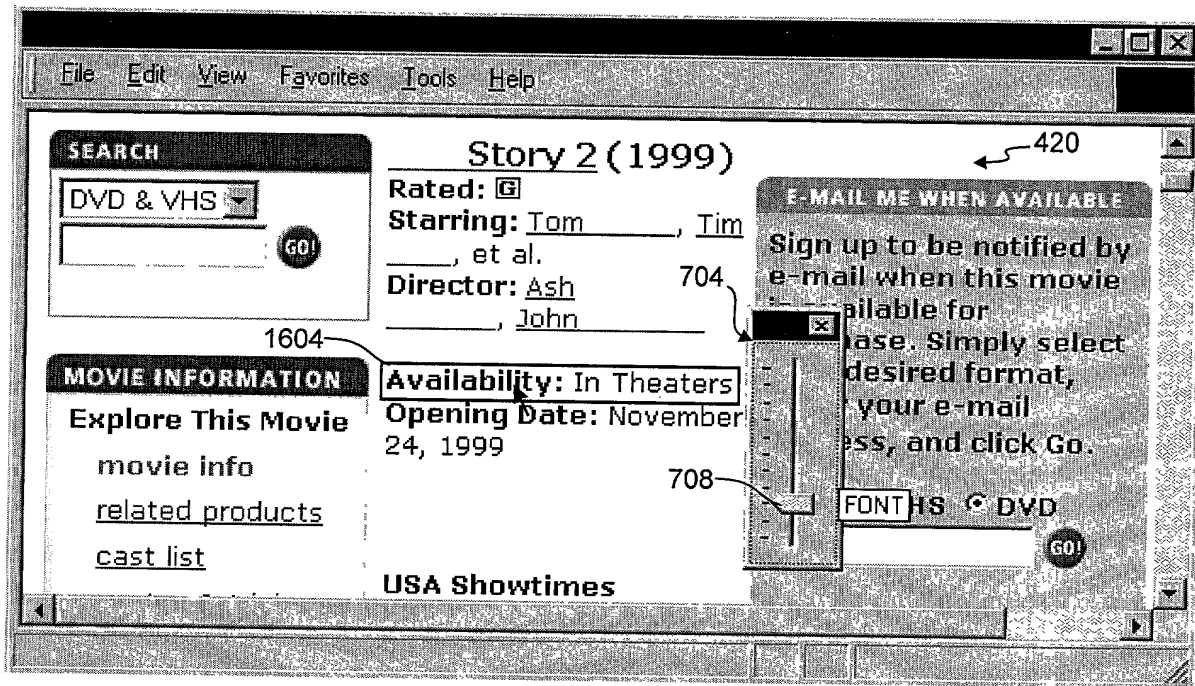 File Edit View Favorites Tools Help
420
SEARCH
DVD & VHS
GO!
MOVIE INFORMATION
Explore This Movie
movie info
related products
cast list
Story 2 (1999)
Rated: G
Starring: Tom ______, Tim
____, et al.
Director: Ash
______, John
1604
Availability: In Theaters
Opening Date: November
24, 1999
USA Showtimes
704
708
FONT
E-MAIL ME WHEN AVAILABLE
Sign up to be notified by
e-mail when this movie
ailable for
ase. Simply select
desired format,
your e-mail
ess, and click Go.
HS DVD
GO!